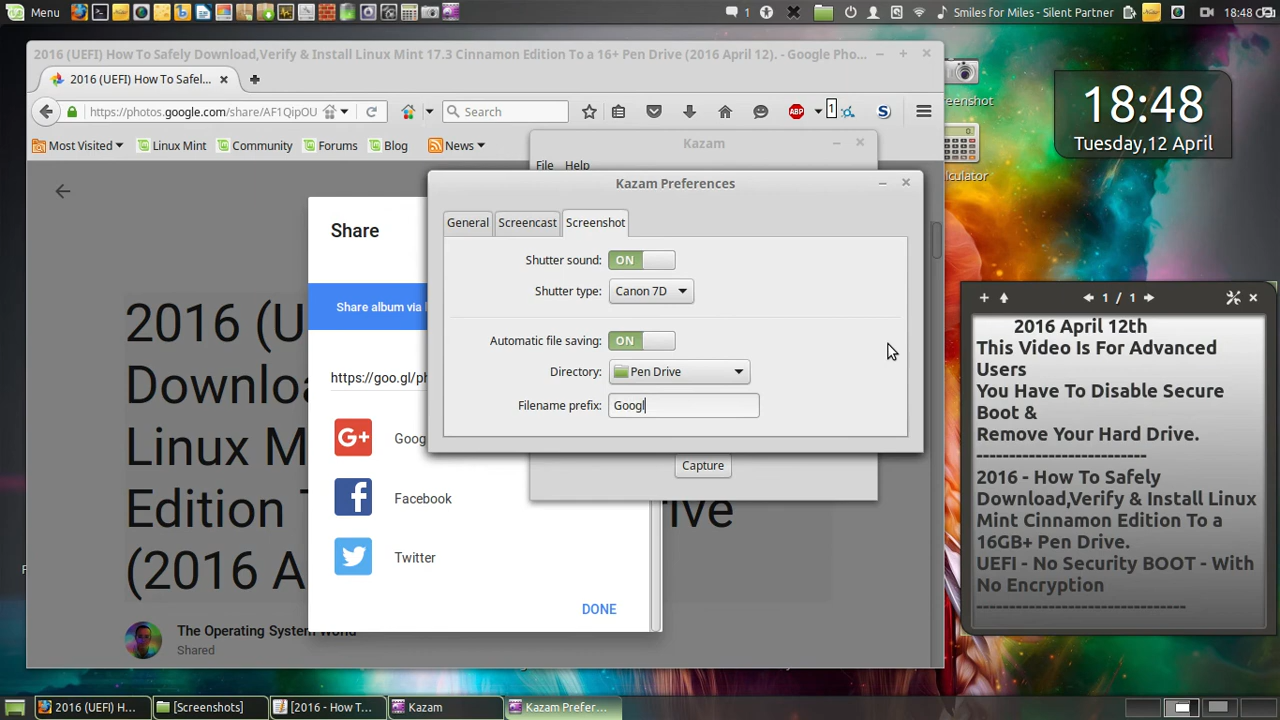 Menu
1
Smiles for Miles - Silent Partner
18:48
2016 (UEFI) How To Safely Download,Verify & Install Linux Mint 17.3 Cinnamon Edition To a 16+ Pen Drive (2016 April 12). - Google Pho...
2016 (UEFI) How To Safel...
https://photos.google.com/share/AF1QipOU
Search
ABP
1
S
Most Visited
Linux Mint
Community
Forums
Blog
News
Kazam
File
Help
Kazam Preferences
General
Screencast
Screenshot
Shutter sound:
ON
Shutter type:
Canon 7D
Automatic file saving:
ON
Directory:
Pen Drive
Filename prefix:
Googl
Capture
Share
Share album via
https://goo.gl/ph
G+
Goog
Facebook
Twitter
DONE
2016 (U
Downloa
Linux M
Edition T
rive
(2016 A
The Operating System World
Shared
18:48
Tuesday,12 April
1 / 1
2016 April 12th
This Video Is For Advanced
Users
You Have To Disable Secure
Boot &
Remove Your Hard Drive.
--------------------------
2016 - How To Safely
Download,Verify & Install Linux
Mint Cinnamon Edition To a
16GB+ Pen Drive.
UEFI - No Security BOOT - With
No Encryption
--------------------------------
2016 (UEFI) H...
[Screenshots]
[2016 - How T...
Kazam
Kazam Prefer...